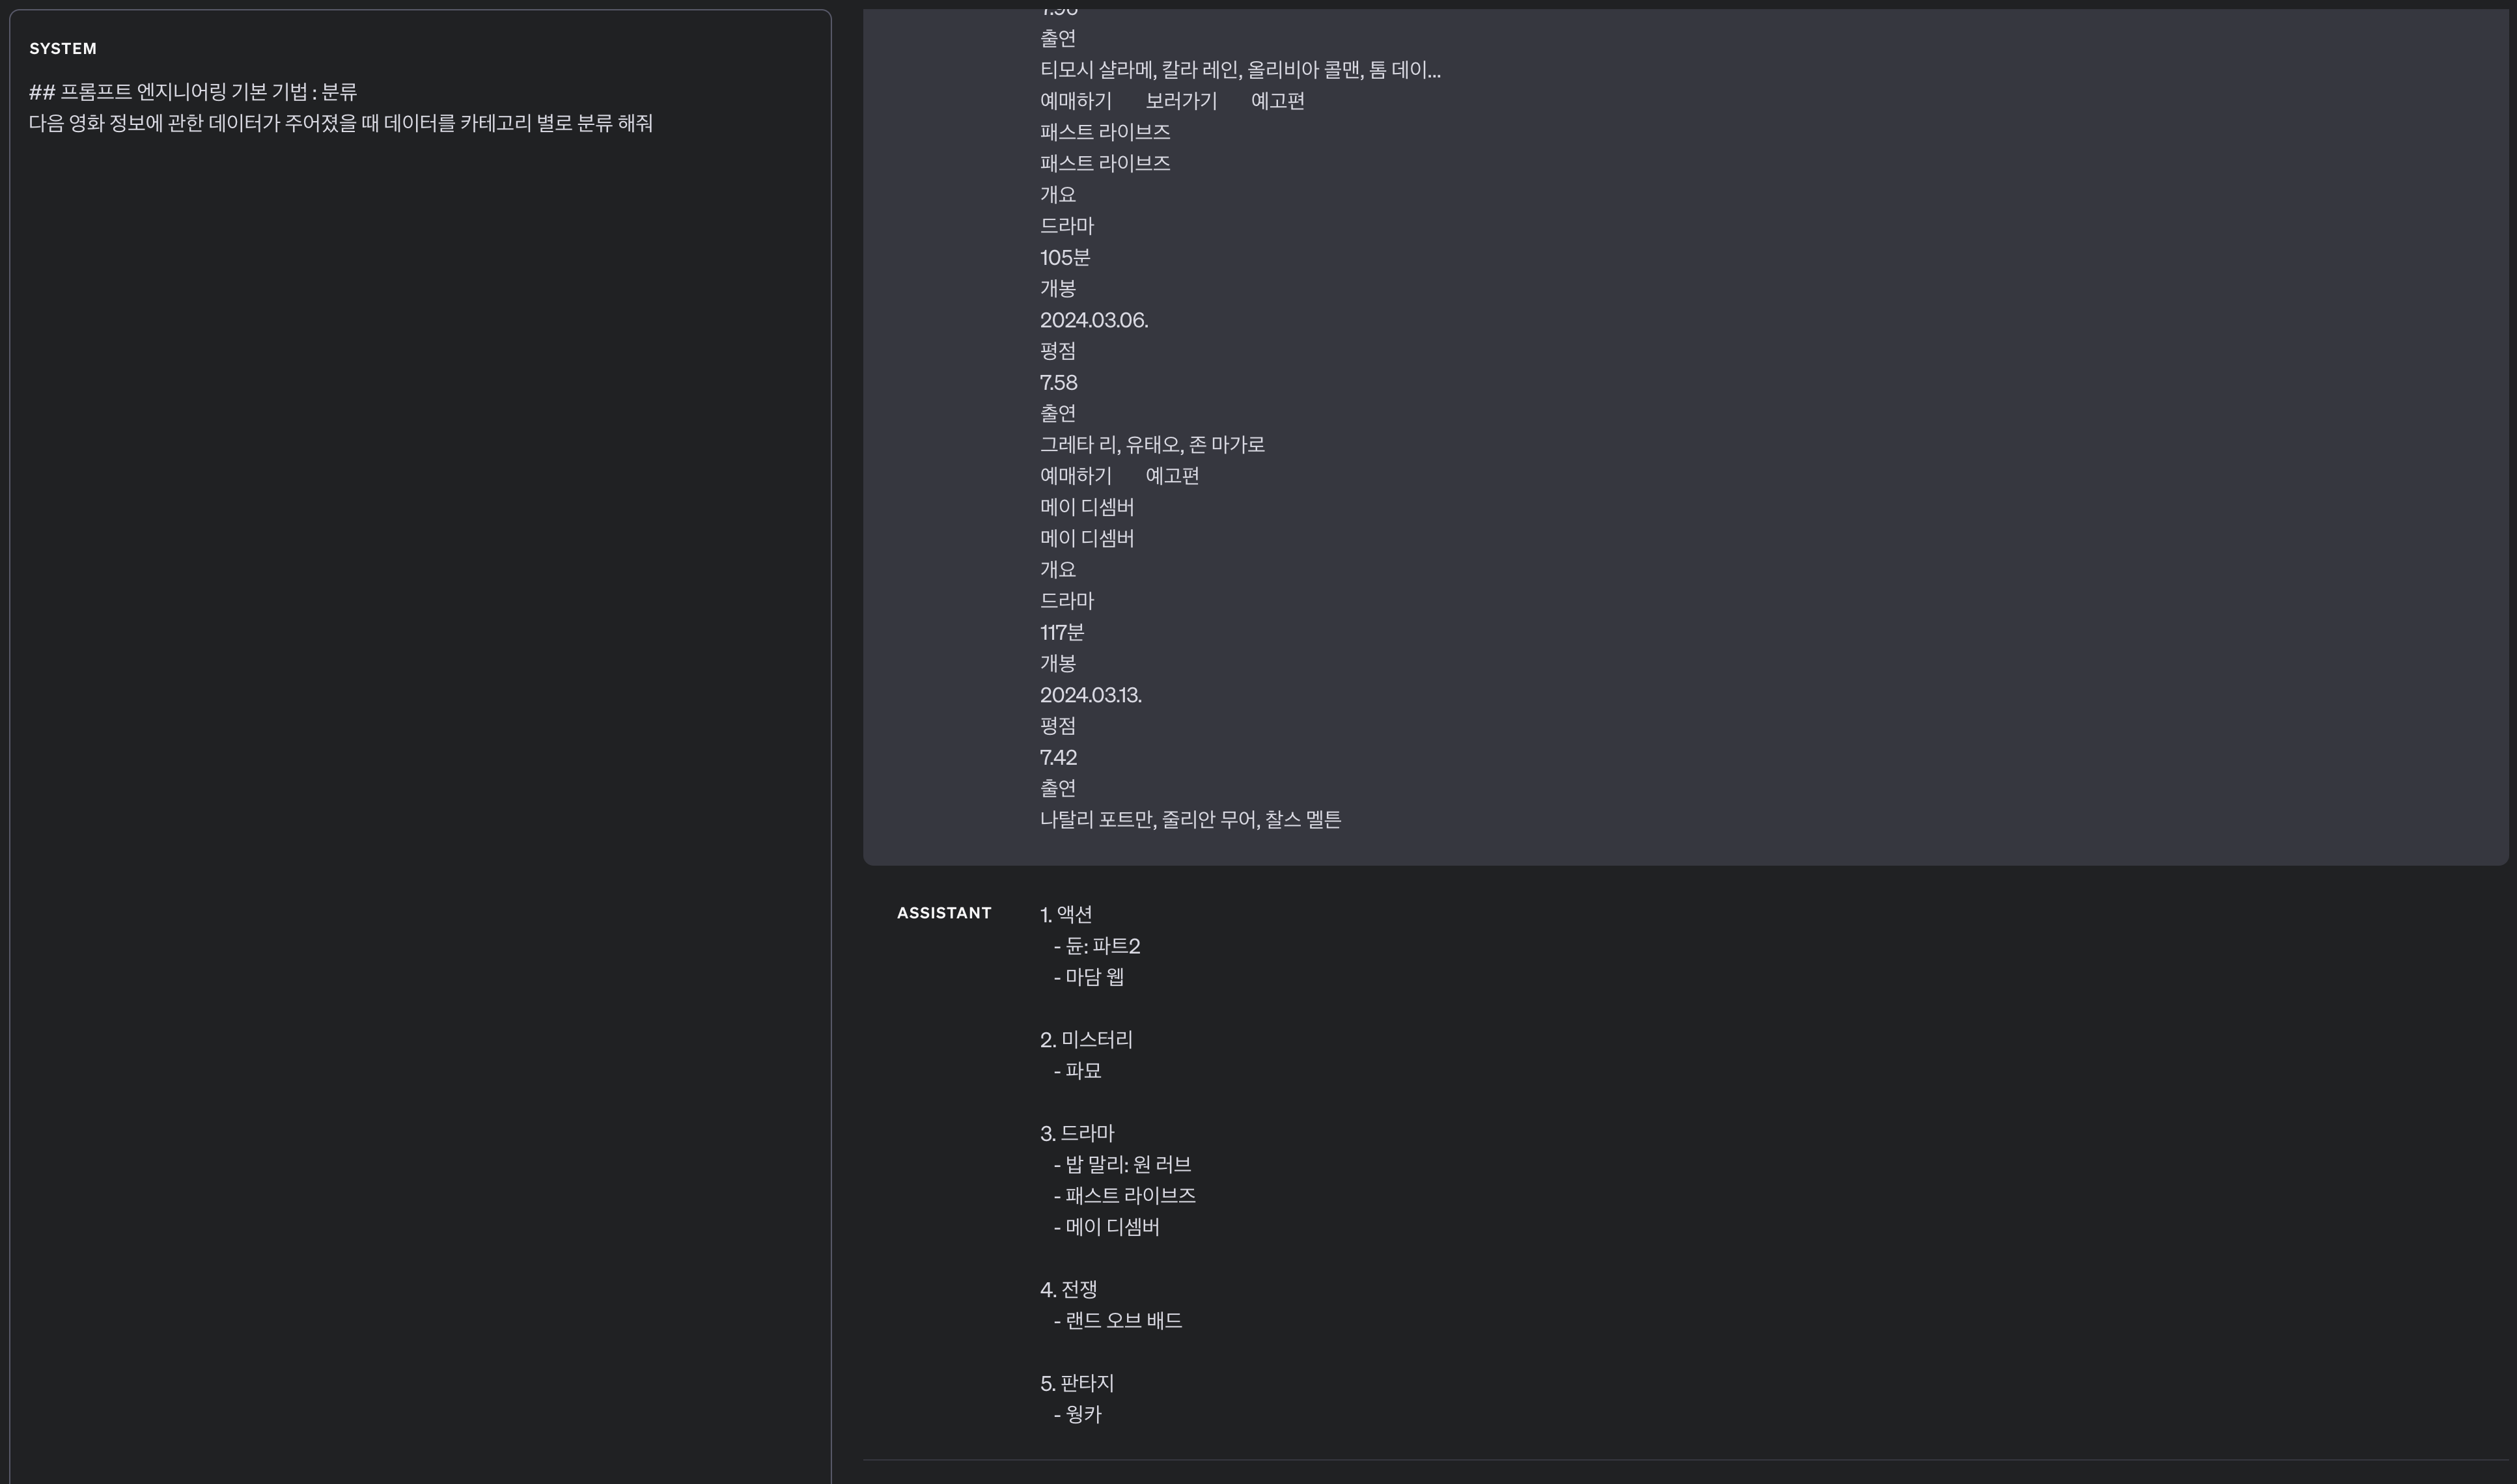 SYSTEM
## 프롬프트 엔지니어링 기본 기법 : 분류
다음 영화 정보에 관한 데이터가 주어졌을 때 데이터를 카테고리 별로 분류 해줘
출연
티모시 샬라메, 칼라 레인, 올리비아 콜맨, 톰 데이...
예매하기 보러가기 예고편
패스트 라이브즈
패스트 라이브즈
개요
드라마
105분
개봉
2024.03.06.
평점
7.58
출연
그레타 리, 유태오, 존 마가로
예매하기 예고편
메이 디셈버
메이 디셈버
개요
드라마
117분
개봉
2024.03.13.
평점
7.42
출연
나탈리 포트만, 줄리안 무어, 찰스 멜튼
ASSISTANT
1. 액션
- 듄: 파트2
- 마담 웹
2. 미스터리
- 파묘
3. 드라마
- 밥 말리: 원 러브
- 패스트 라이브즈
- 메이 디셈버
4. 전쟁
- 랜드 오브 배드
5. 판타지
- 웡카